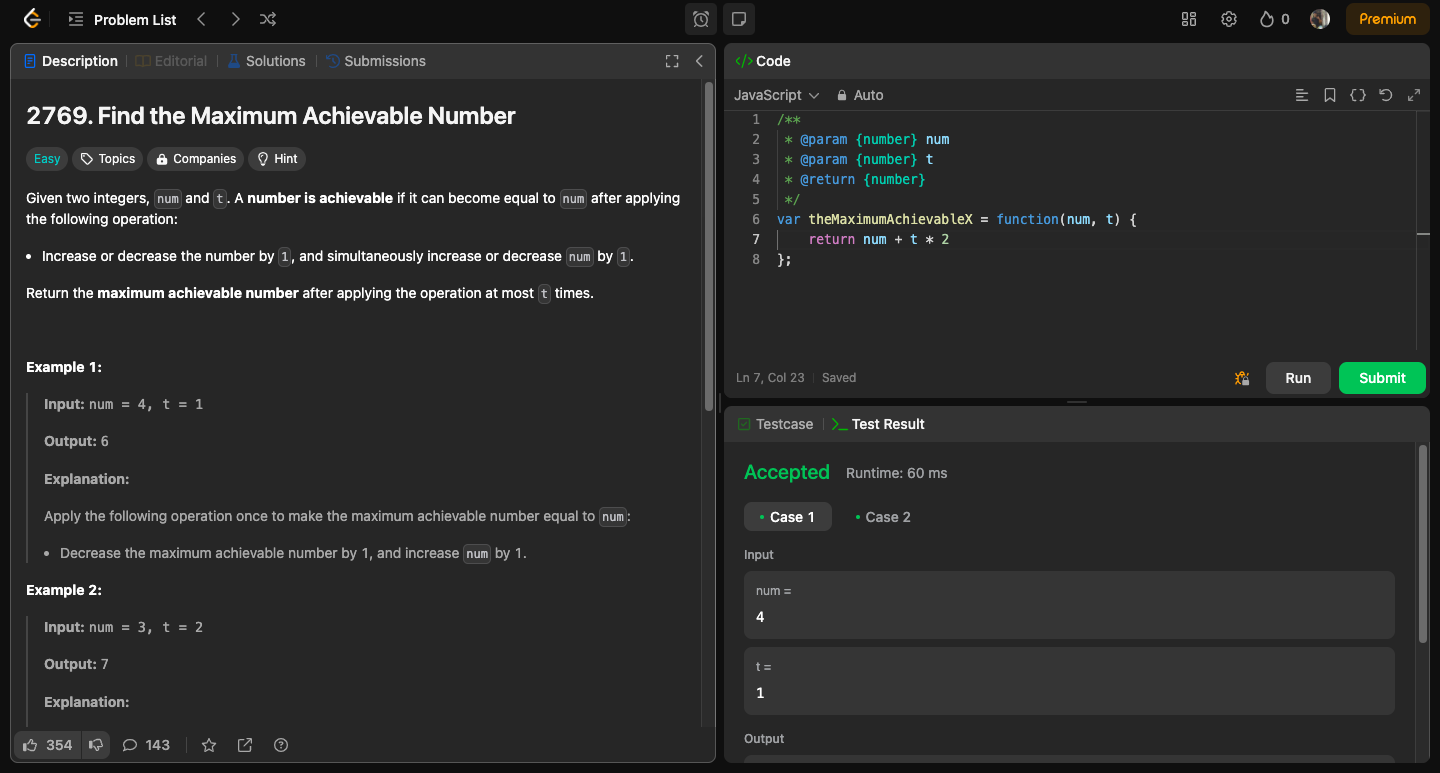 Problem List
0
Premium
Description
Editorial
Solutions
Submissions
2769. Find the Maximum Achievable Number
Easy
Topics
Companies
Hint
Given two integers, num and t. A number is achievable if it can become equal to num after applying
the following operation:
• Increase or decrease the number by 1, and simultaneously increase or decrease num by 1.
Return the maximum achievable number after applying the operation at most t times.
Example 1:
Input: num = 4, t = 1
Output: 6
Explanation:
Apply the following operation once to make the maximum achievable number equal to num:
• Decrease the maximum achievable number by 1, and increase num by 1.
Example 2:
Input: num = 3, t = 2
Output: 7
Explanation:
354
143
</> Code
JavaScript
Auto
1 /**
2 * @param {number} num
3 * @param {number} t
4 * @return {number}
5 */
6 var theMaximumAchievableX = function(num, t) {
7 return num + t * 2
8 };
Ln 7, Col 23
Saved
Run
Submit
Testcase
Test Result
Accepted
Runtime: 60 ms
• Case 1
• Case 2
Input
num =
4
t =
1
Output